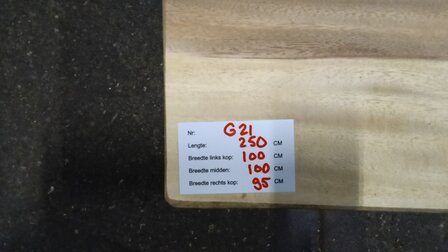 Nr: G21
Lengte: 250 CM
Breedte links kop: 100 CM
Breedte midden: 100 CM
Breedte rechts kop: 95 CM